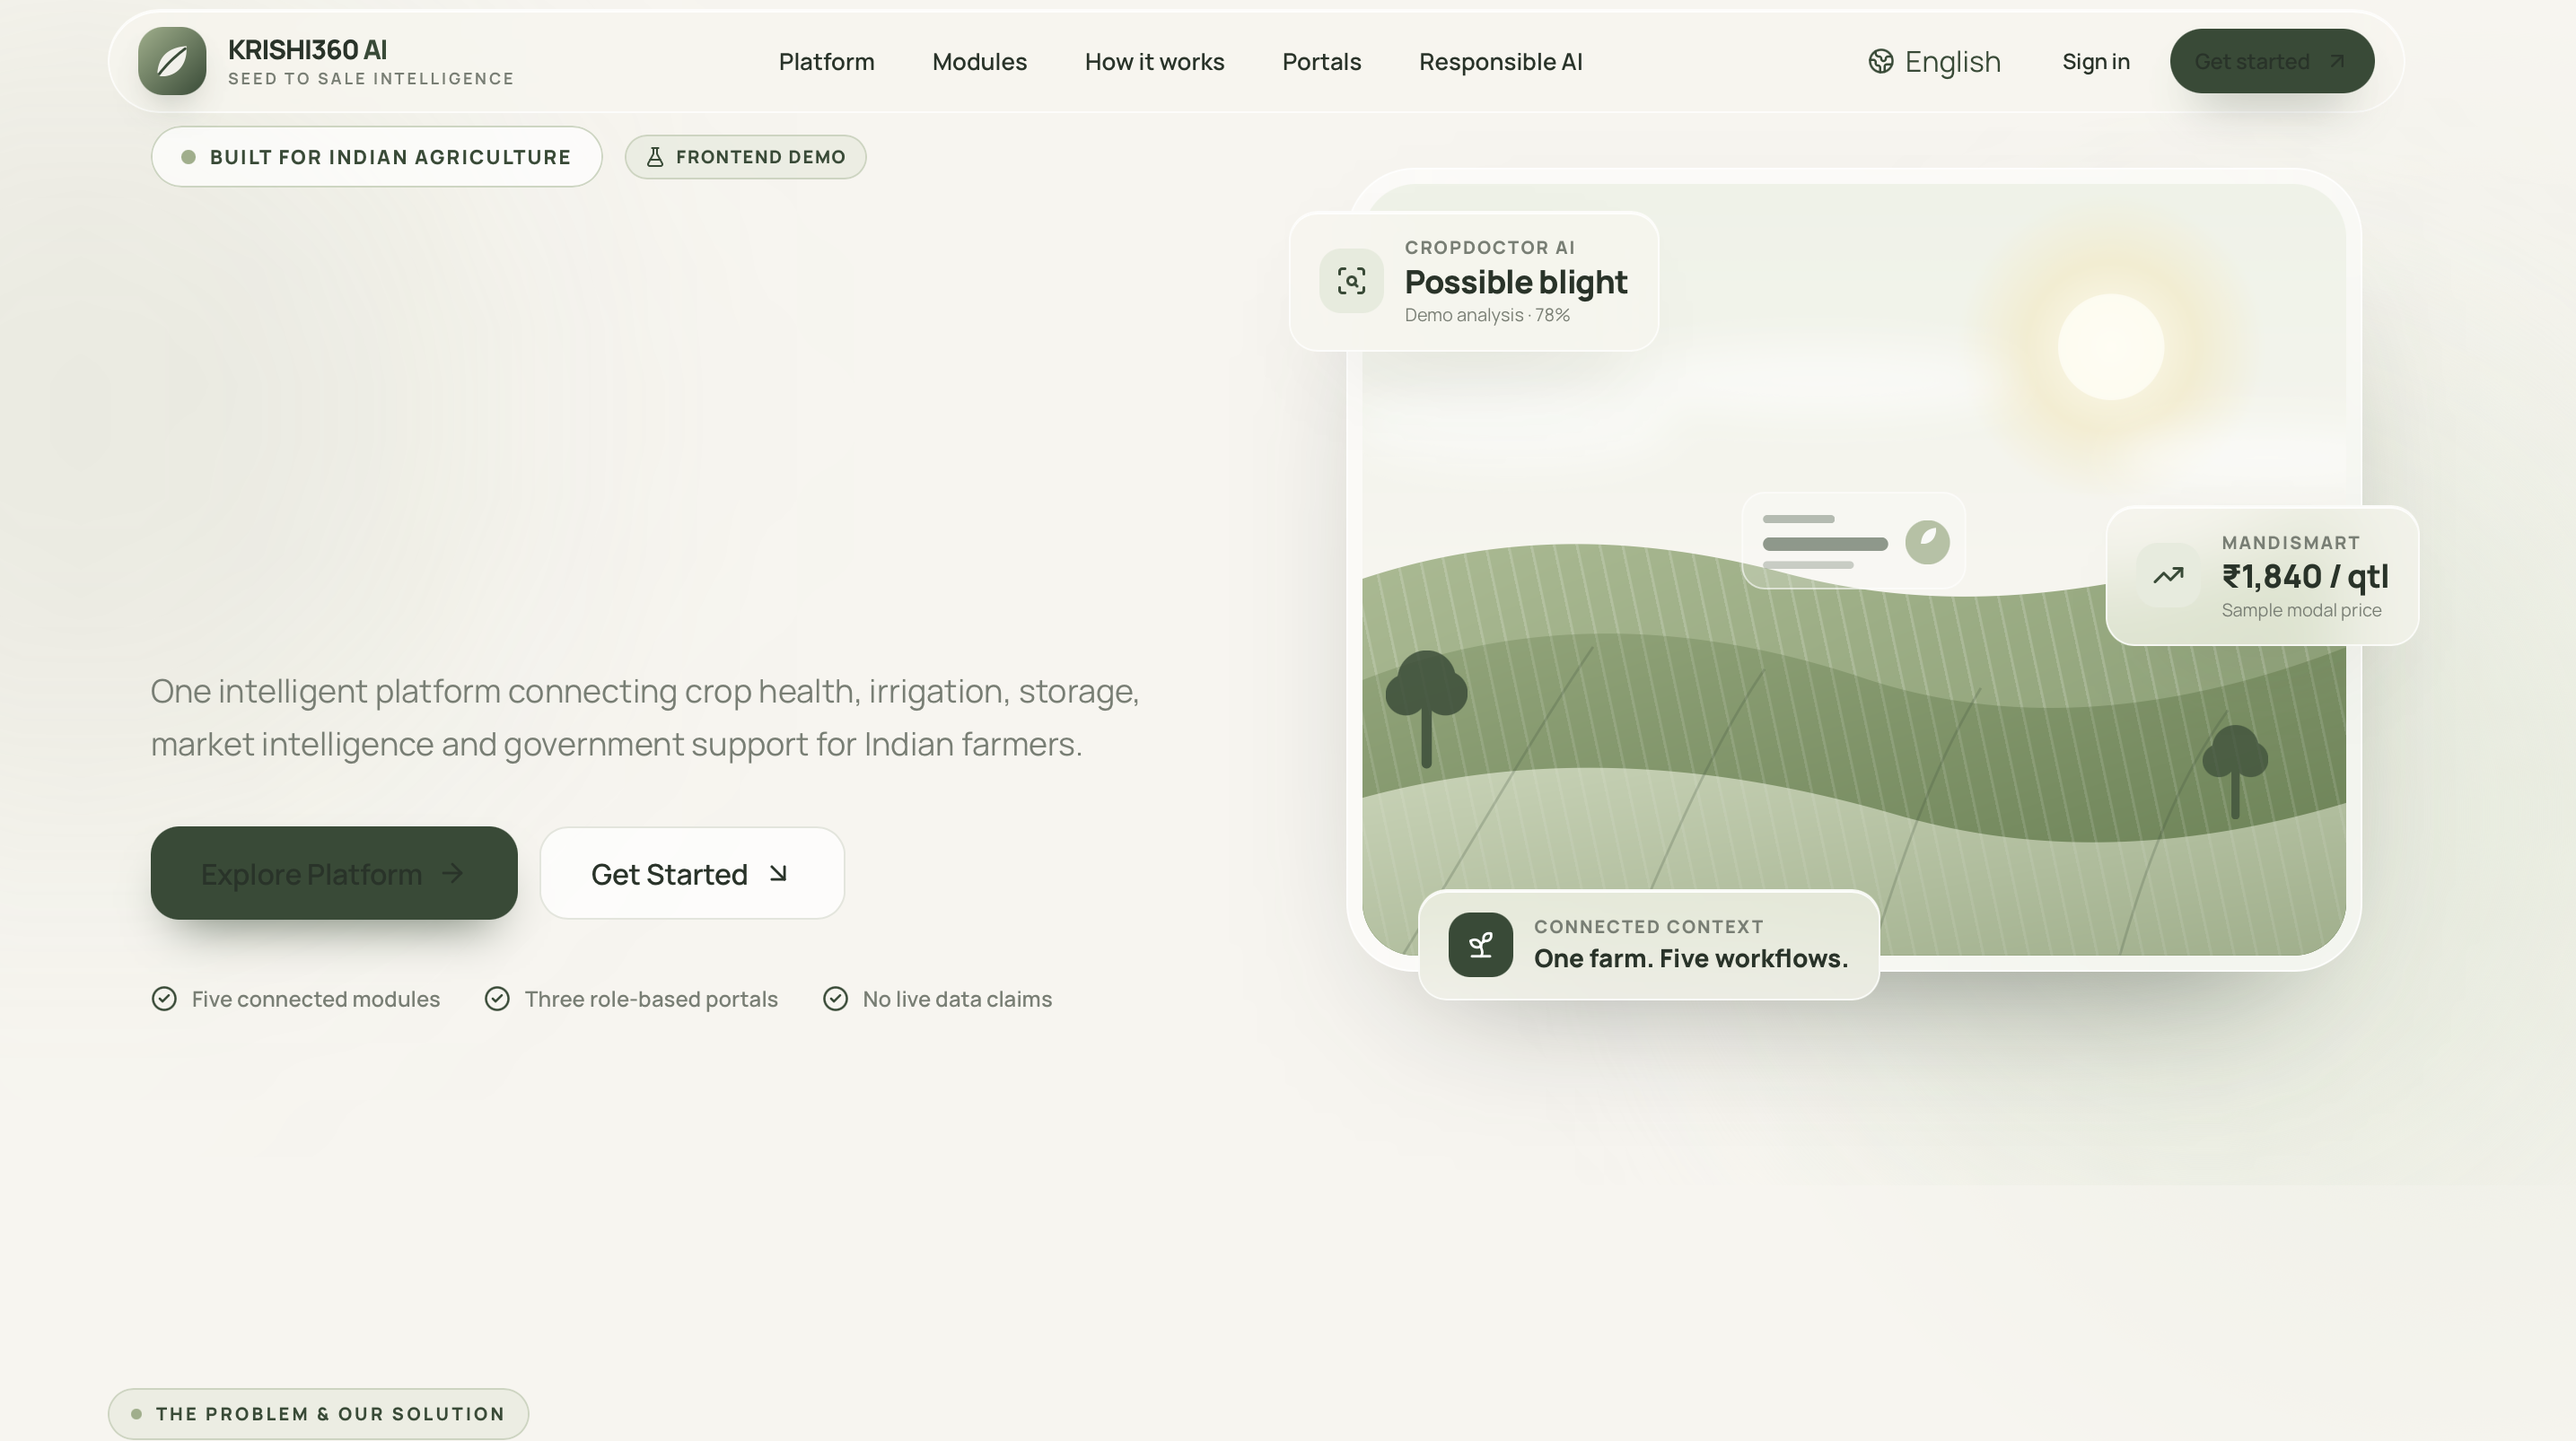 KRISHI360 AI
SEED TO SALE INTELLIGENCE
Platform
Modules
How it works
Portals
Responsible AI
English
Sign in
Get started
BUILT FOR INDIAN AGRICULTURE
FRONTEND DEMO
CROPDOCTOR AI
Possible blight
Demo analysis · 78%
MANDISMART
₹1,840 / qtl
Sample modal price
One intelligent platform connecting crop health, irrigation, storage,
market intelligence and government support for Indian farmers.
Explore Platform
Get Started
CONNECTED CONTEXT
One farm. Five workflows.
Five connected modules
Three role-based portals
No live data claims
THE PROBLEM & OUR SOLUTION